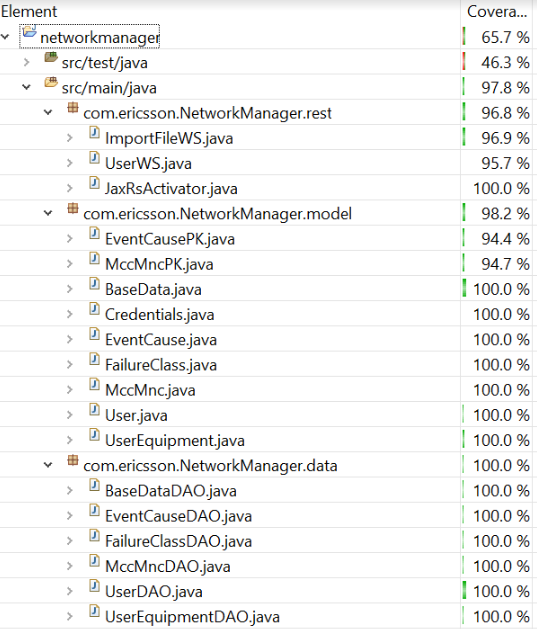 Element Covera...
networkmanager 65.7 %
src/test/java 46.3 %
src/main/java 97.8 %
com.ericsson.NetworkManager.rest 96.8 %
ImportFileWS.java 96.9 %
UserWS.java 95.7 %
JaxRsActivator.java 100.0 %
com.ericsson.NetworkManager.model 98.2 %
EventCausePK.java 94.4 %
MccMncPK.java 94.7 %
BaseData.java 100.0 %
Credentials.java 100.0 %
EventCause.java 100.0 %
FailureClass.java 100.0 %
MccMnc.java 100.0 %
User.java 100.0 %
UserEquipment.java 100.0 %
com.ericsson.NetworkManager.data 100.0 %
BaseDataDAO.java 100.0 %
EventCauseDAO.java 100.0 %
FailureClassDAO.java 100.0 %
MccMncDAO.java 100.0 %
UserDAO.java 100.0 %
UserEquipmentDAO.java 100.0 %